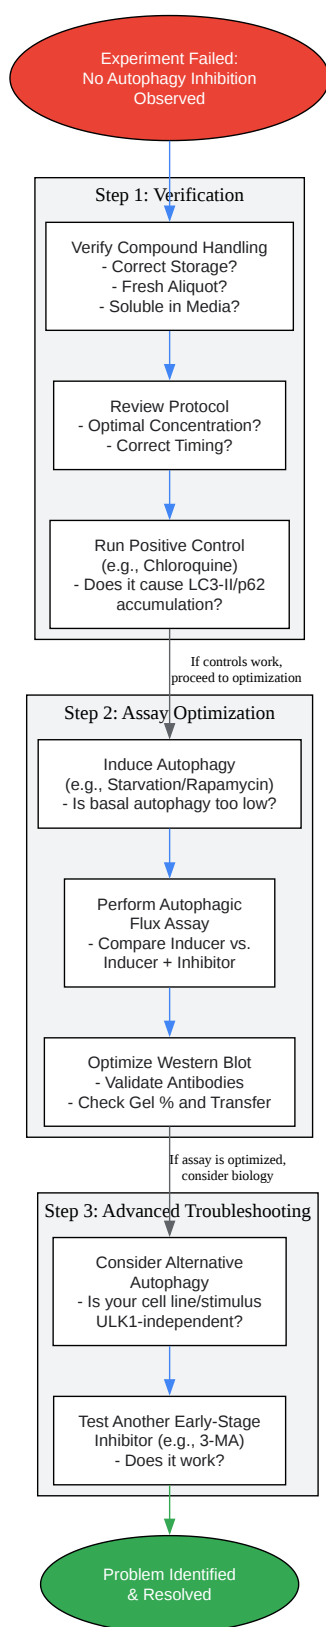 Experiment Failed:
No Autophagy Inhibition
Observed
Step 1: Verification
Verify Compound Handling
- Correct Storage?
- Fresh Aliquot?
- Soluble in Media?
Review Protocol
- Optimal Concentration?
- Correct Timing?
Run Positive Control
(e.g., Chloroquine)
- Does it cause LC3-II/p62
accumulation?
If controls work,
proceed to optimization
Step 2: Assay Optimization
Induce Autophagy
(e.g., Starvation/Rapamycin)
- Is basal autophagy too low?
Perform Autophagic
Flux Assay
- Compare Inducer vs.
Inducer + Inhibitor
Optimize Western Blot
- Validate Antibodies
- Check Gel % and Transfer
If assay is optimized,
consider biology
Step 3: Advanced Troubleshooting
Consider Alternative
Autophagy
- Is your cell line/stimulus
ULK1-independent?
Test Another Early-Stage
Inhibitor (e.g., 3-MA)
- Does it work?
Problem Identified
& Resolved